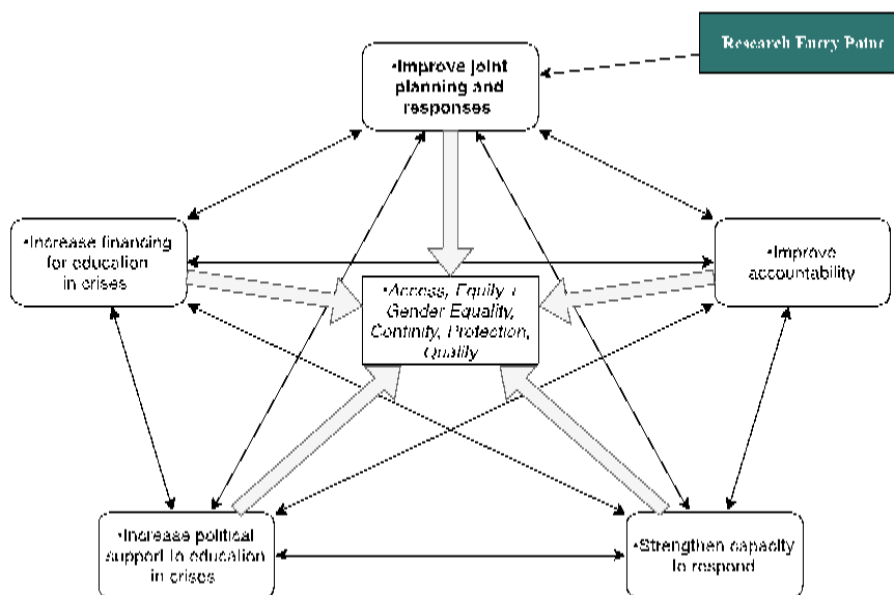 Research Entry Point
•Improve joint
planning and
responses
•Increase financing
for education
in crises
•Improve
accountability
•Access, Equity +
Gender Equality,
Continity, Protection,
Quality
•Increase political
support to education
in crises
•Strengthen capacity
to respond